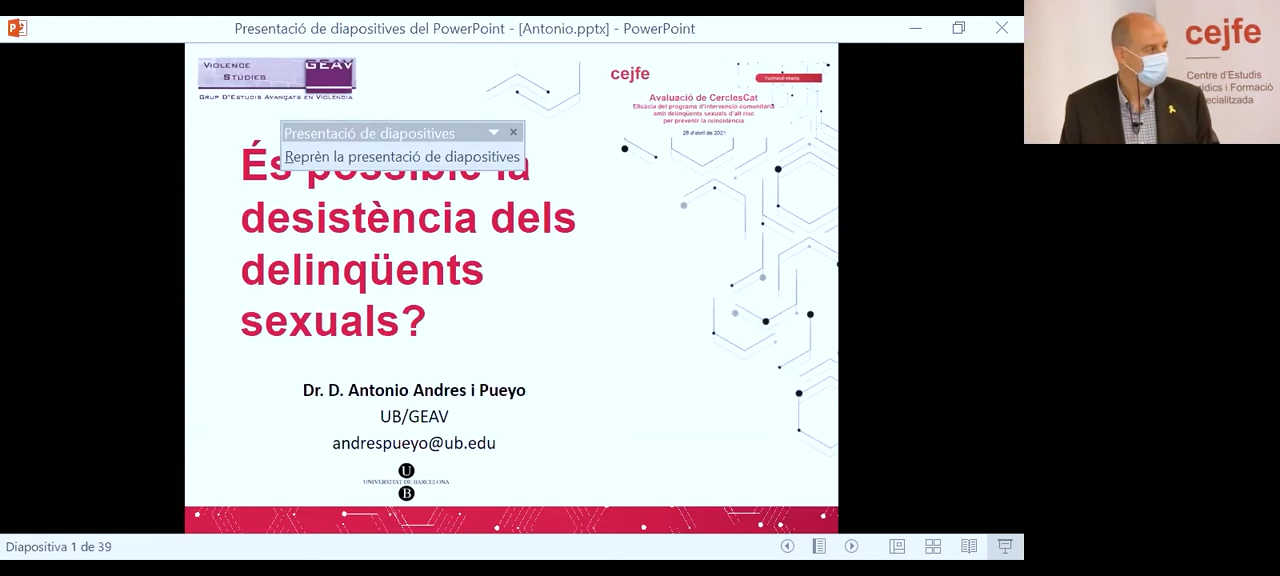 Presentació de diapositives del PowerPoint - [Antonio.pptx] - PowerPoint
VIOLENCE
STUDIES
GEAV
GRUP D'ESTUDIS AVANÇATS EN VIOLENCIA
cejfe
Avaluació de CerclesCat
Eficàcia del programa d'intervenció comunitària
amb delinqüents sexuals d'alt risc
per prevenir la reincidència
28 d'abril de 2021
Presentació de diapositives
Reprèn la presentació de diapositives
És possible la
desistència dels
delinqüents
sexuals?
Dr. D. Antonio Andres i Pueyo
UB/GEAV
andrespueyo@ub.edu
U
UNIVERSITAT DE BARCELONA
B
Diapositiva 1 de 39
cejfe
Centre d'Estudis
rídics i Formació
ecialitzada